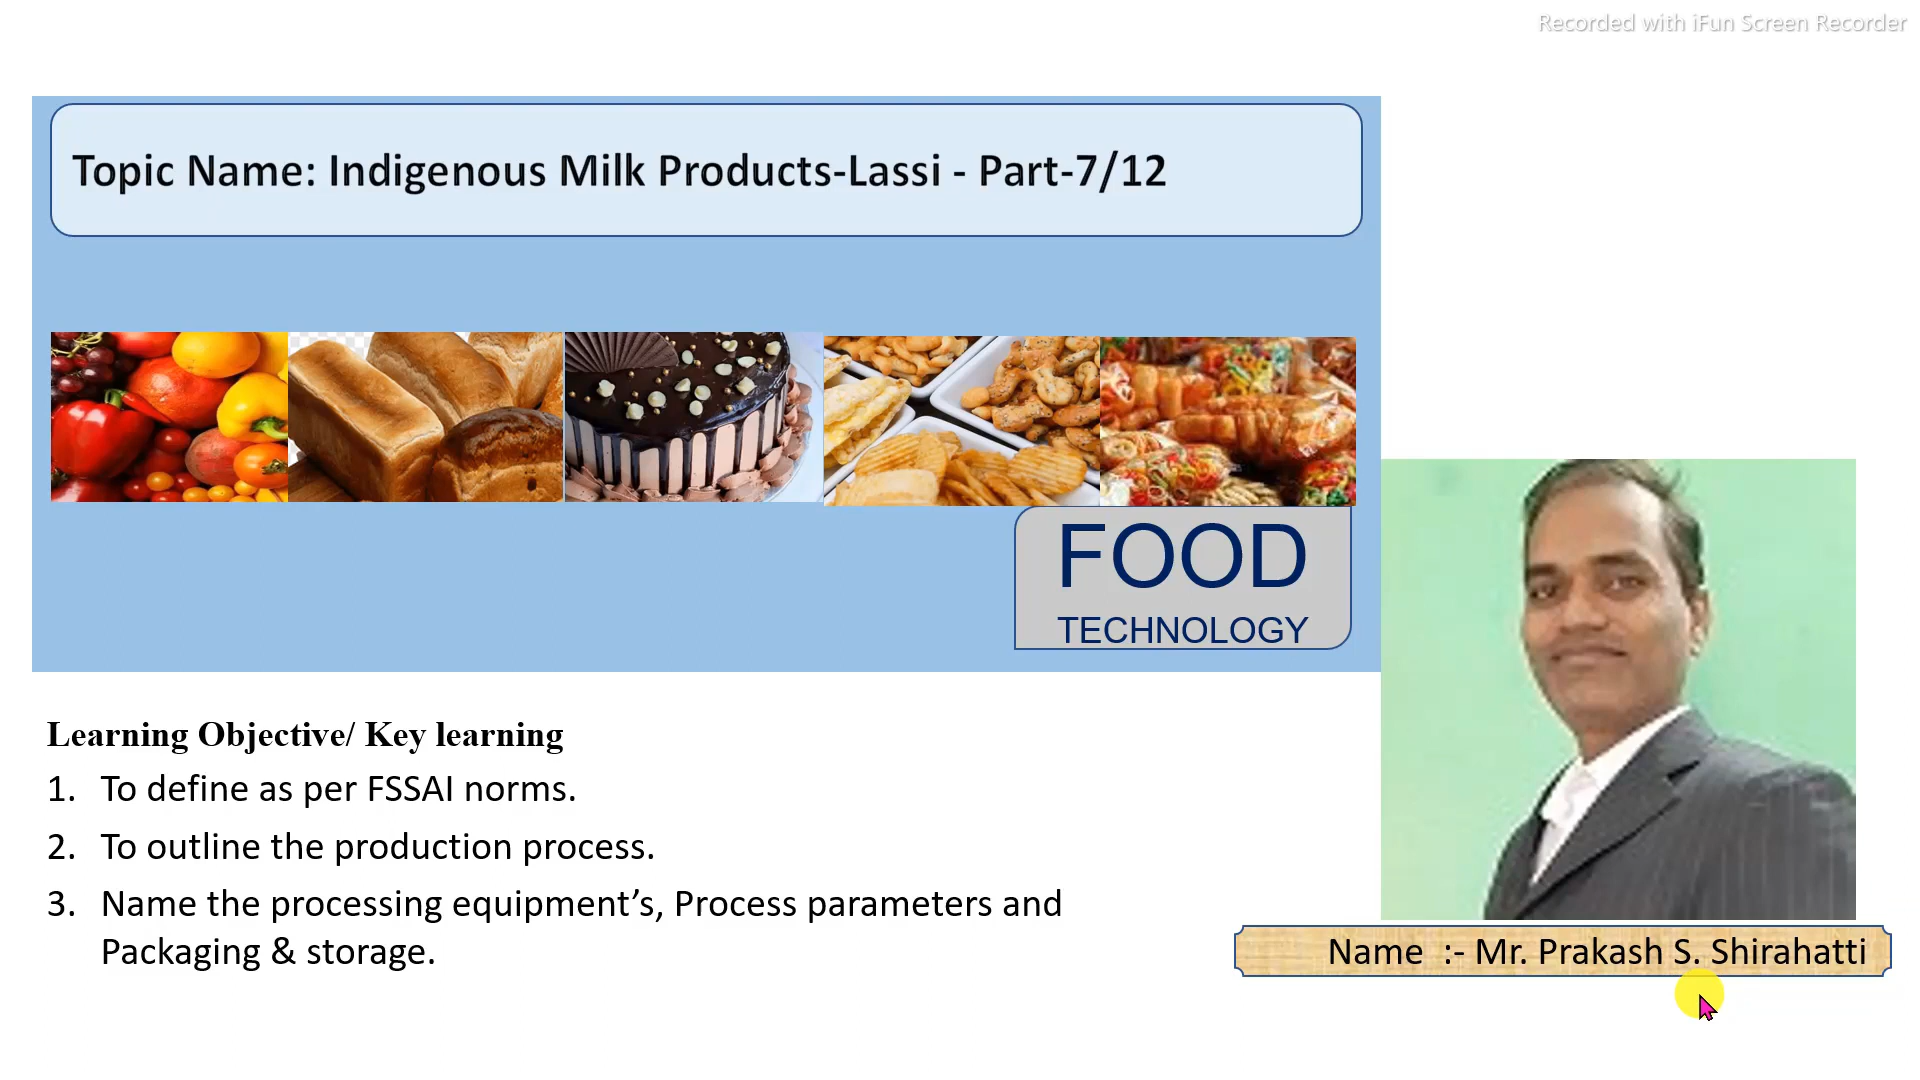 Recorded with iFun Screen Recorder
Topic Name: Indigenous Milk Products-Lassi - Part-7/12
FOOD
TECHNOLOGY
Learning Objective/ Key learning
1. To define as per FSSAI norms.
2. To outline the production process.
3. Name the processing equipment’s, Process parameters and
Packaging & storage.
Name :- Mr. Prakash S. Shirahatti